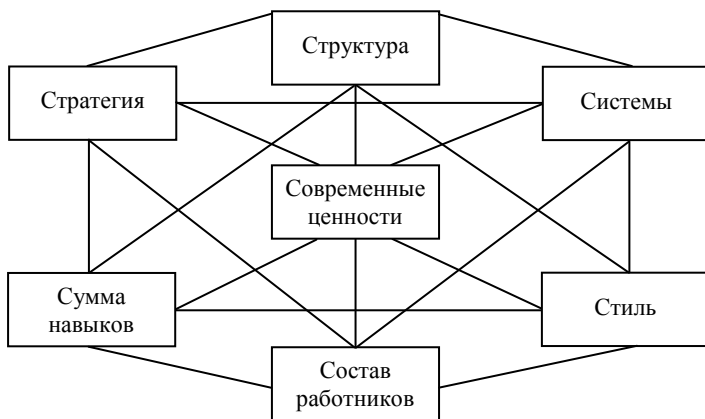 Структура
Стратегия
Системы
Современные
ценности
Сумма
навыков
Стиль
Состав
работников